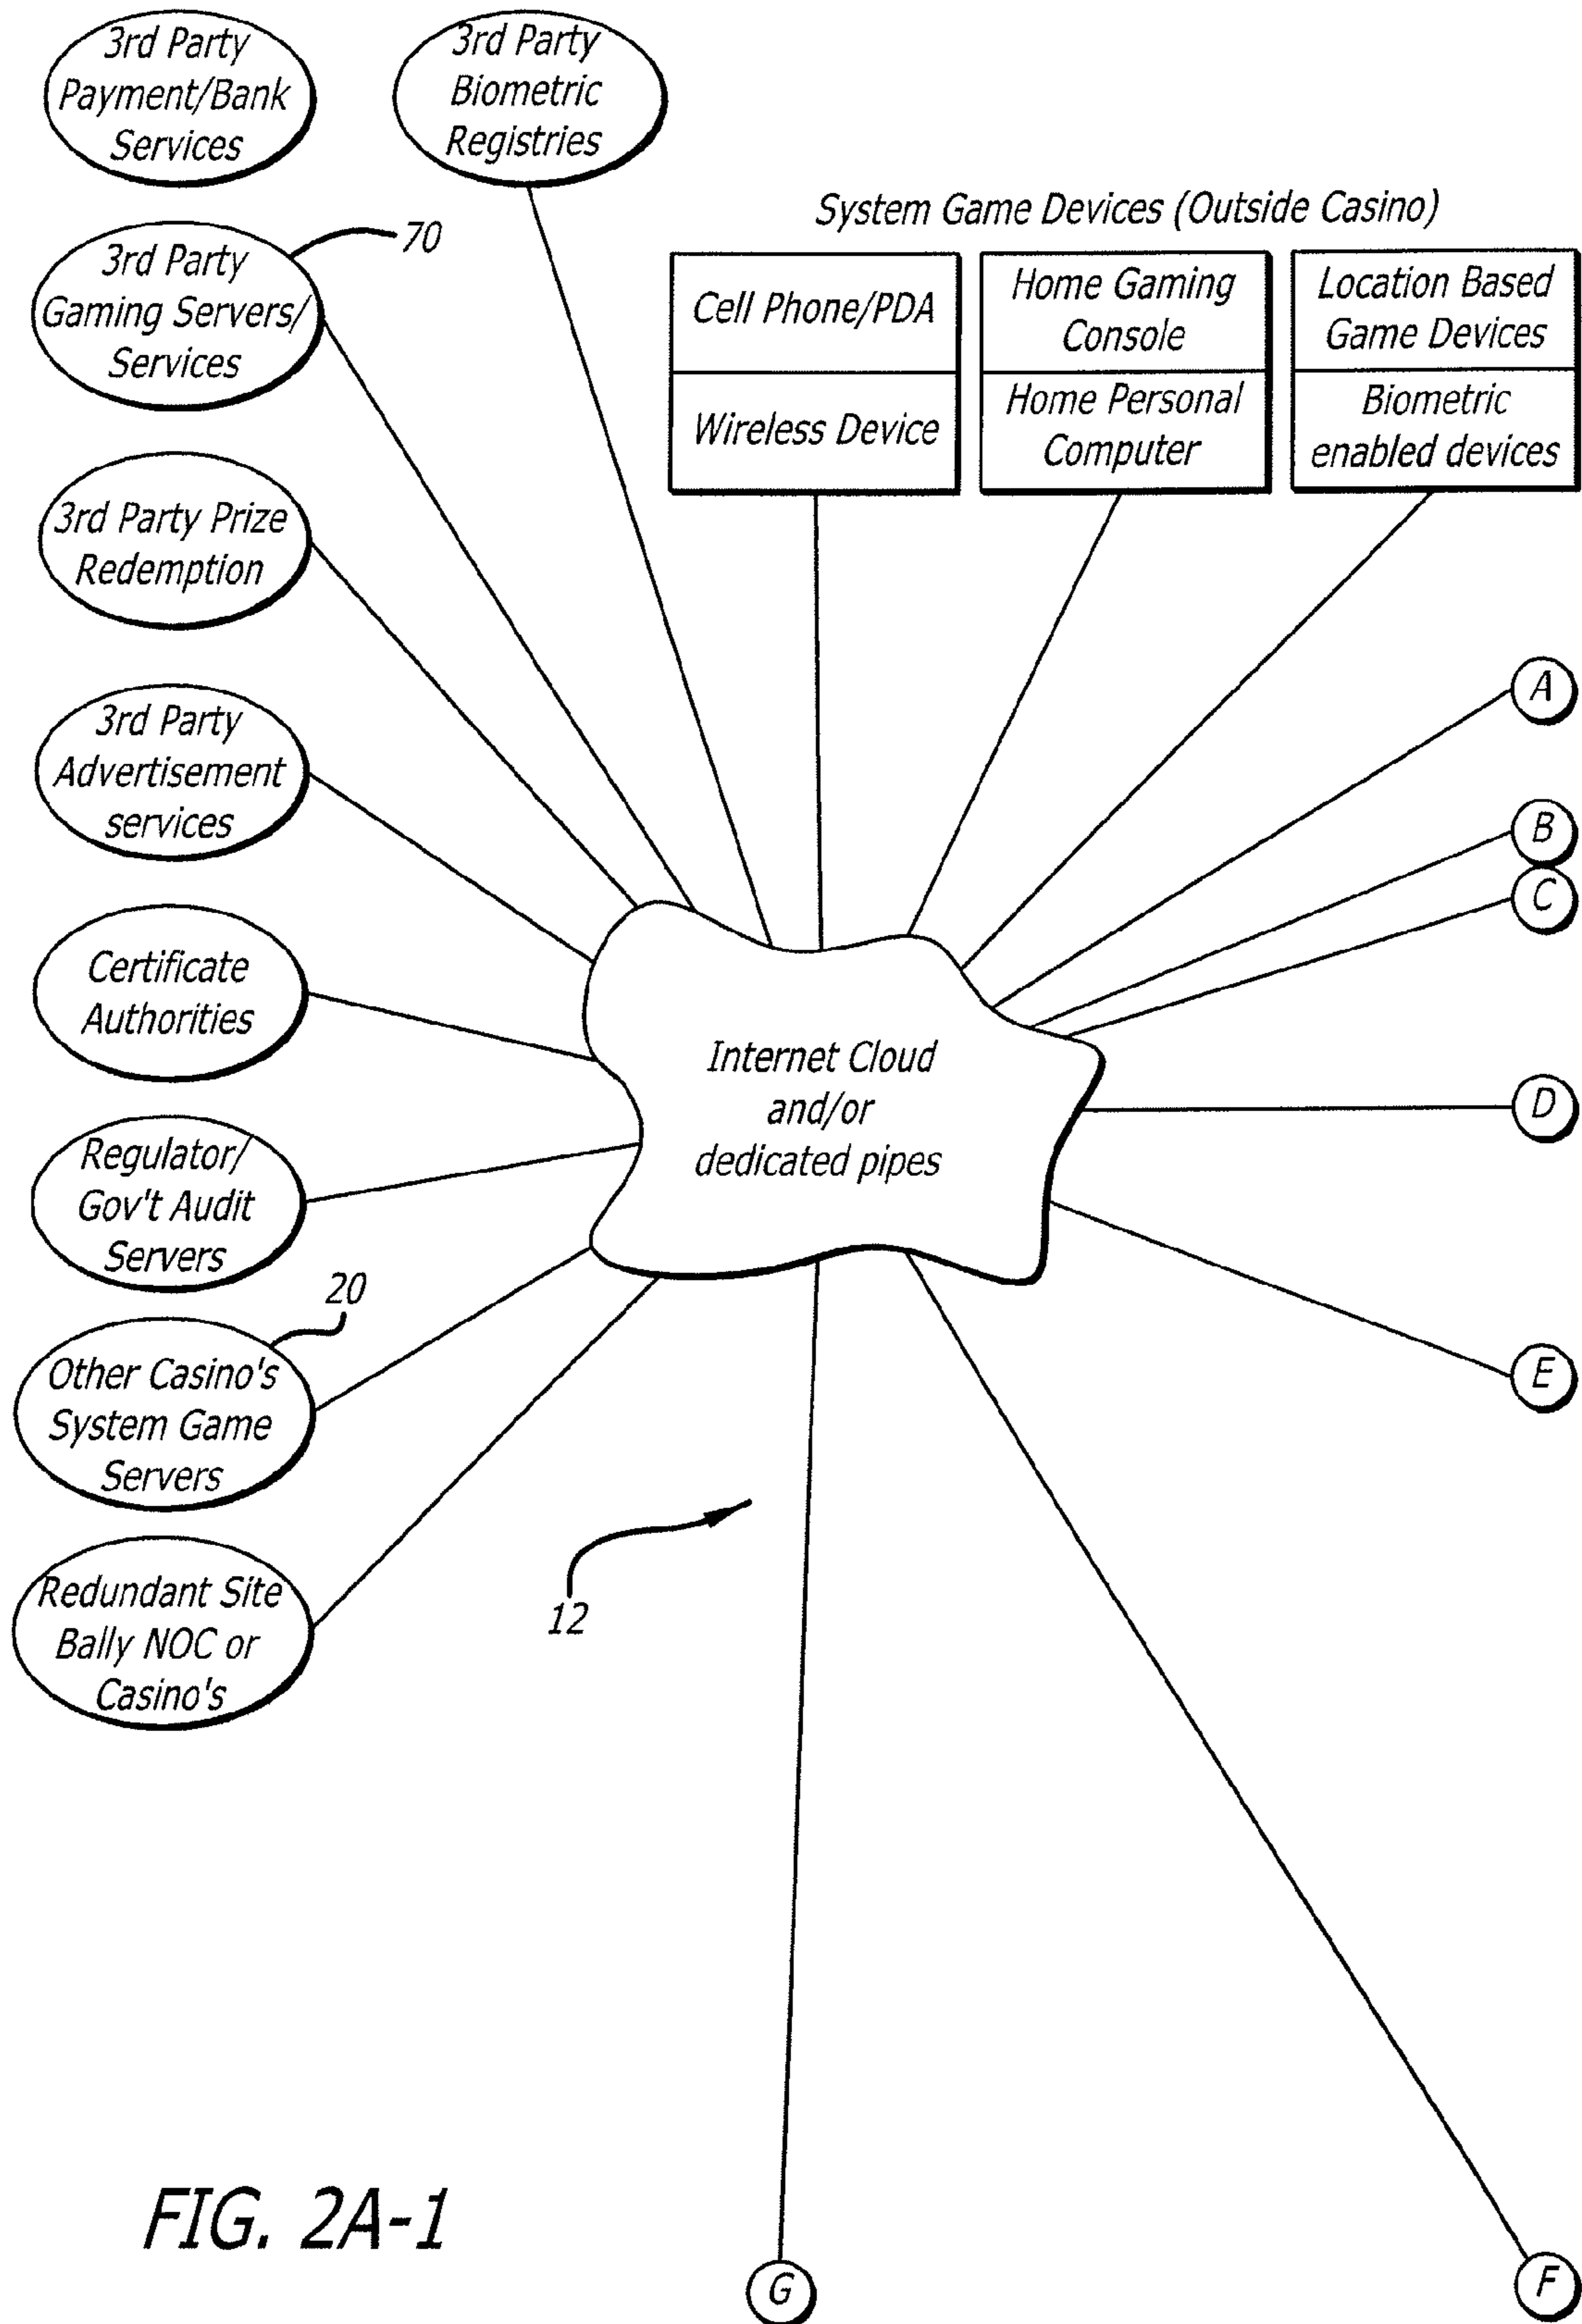 3rd Party
Payment/Bank
Services
3rd Party
Biometric
Registries
System Game Devices (Outside Casino)
70
3rd Party
Gaming Servers/
Services
Cell Phone/PDA
Wireless Device
Home Gaming
Console
Home Personal
Computer
Location Based
Game Devices
Biometric
enabled devices
3rd Party Prize
Redemption
A
3rd Party
Advertisement
services
B
C
Certificate
Authorities
Internet Cloud
and/or
dedicated pipes
D
Regulator/
Gov't Audit
Servers
20
Other Casino's
System Game
Servers
E
12
Redundant Site
Bally NOC or
Casino's
FIG. 2A-1
G
F